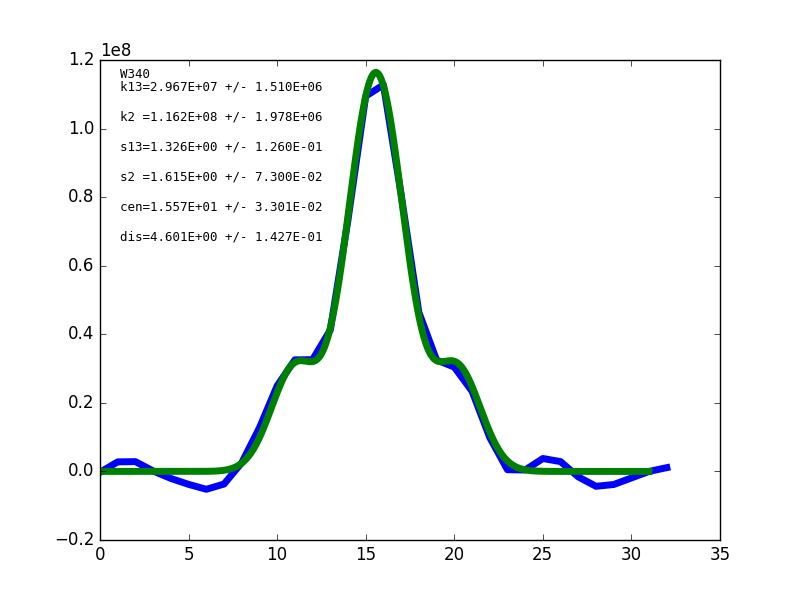 1e8
1.2
W340
k13=2.967E+07 +/- 1.510E+06
1.0
k2 =1.162E+08 +/- 1.978E+06
s13=1.326E+00 +/- 1.260E-01
0.8
s2 =1.615E+00 +/- 7.300E-02
cen=1.557E+01 +/- 3.301E-02
dis=4.601E+00 +/- 1.427E-01
0.6
0.4
0.2
0.0
−0.2
0 5 10 15 20 25 30 35